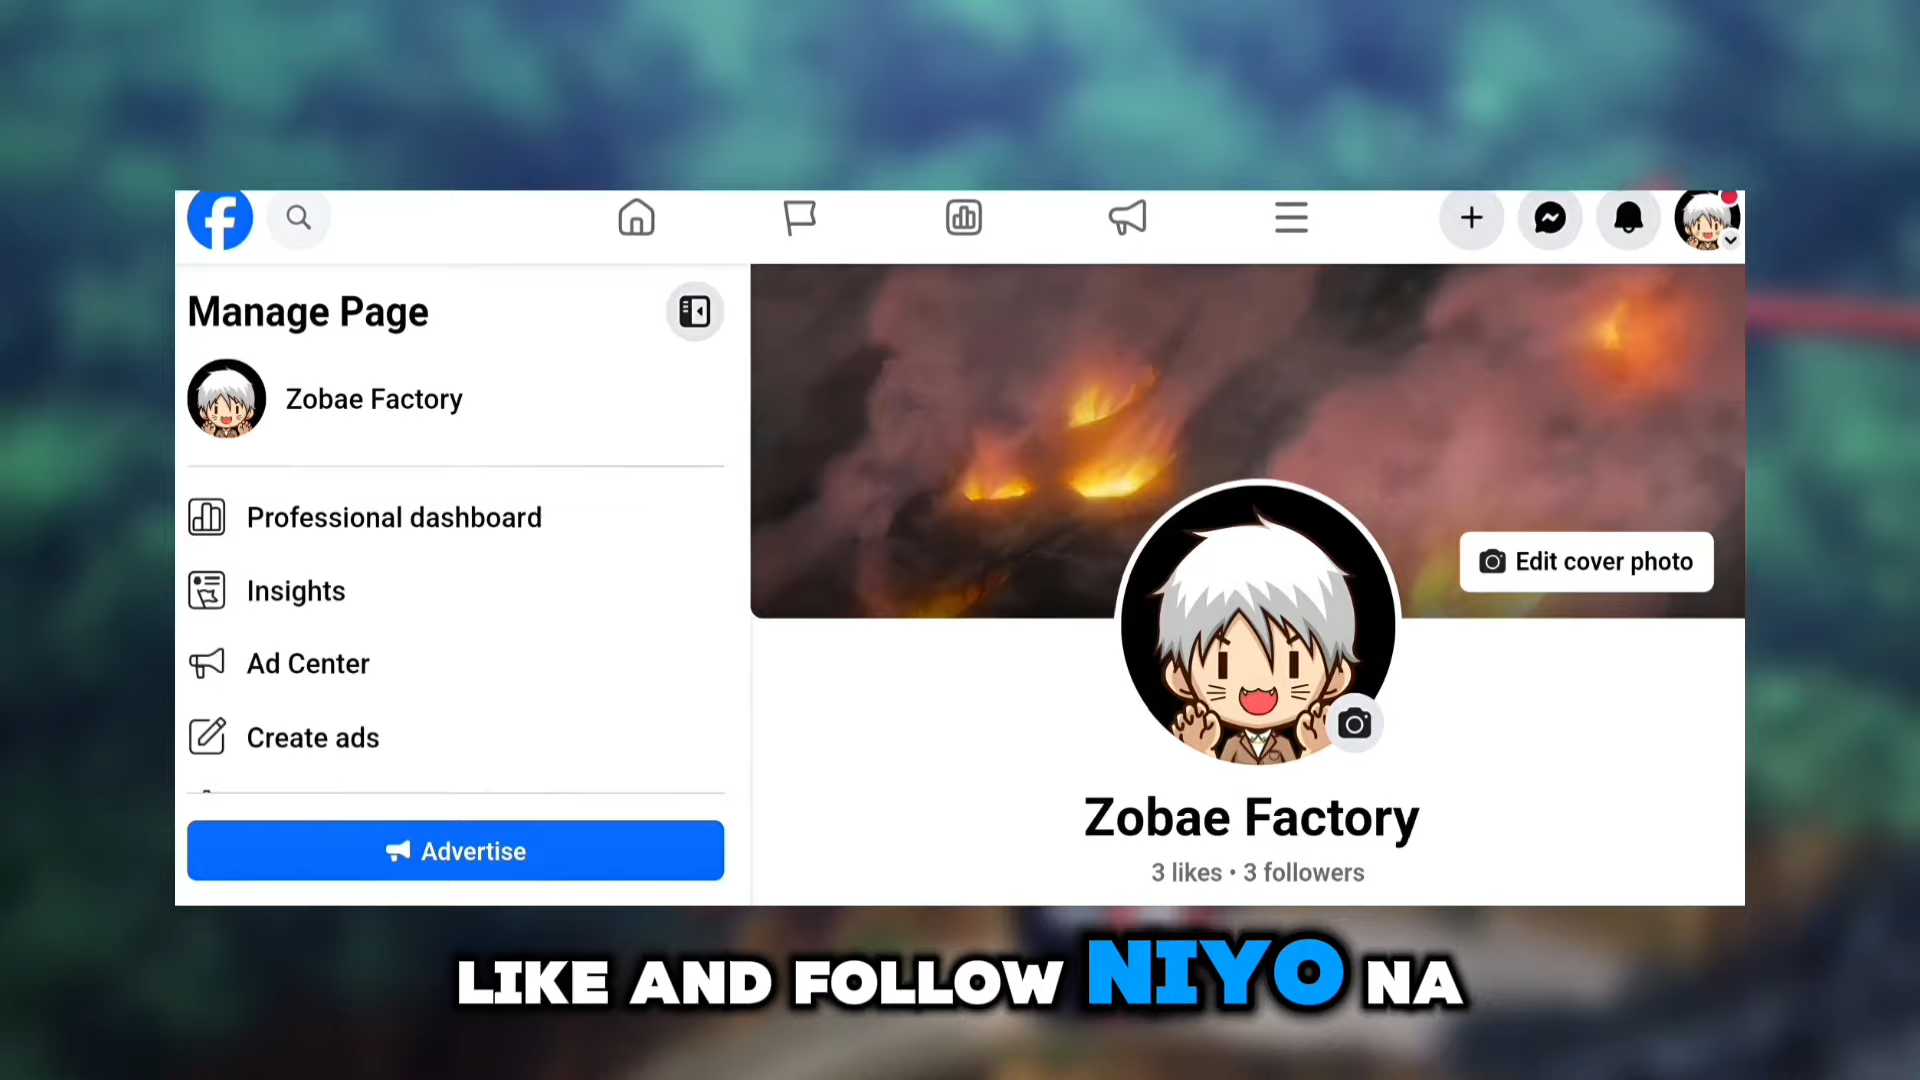 Manage Page
Zobae Factory
Professional dashboard
Insights
Ad Center
Create ads
Advertise
Edit cover photo
Zobae Factory
3 likes • 3 followers
LIKE AND FOLLOW NIYO NA